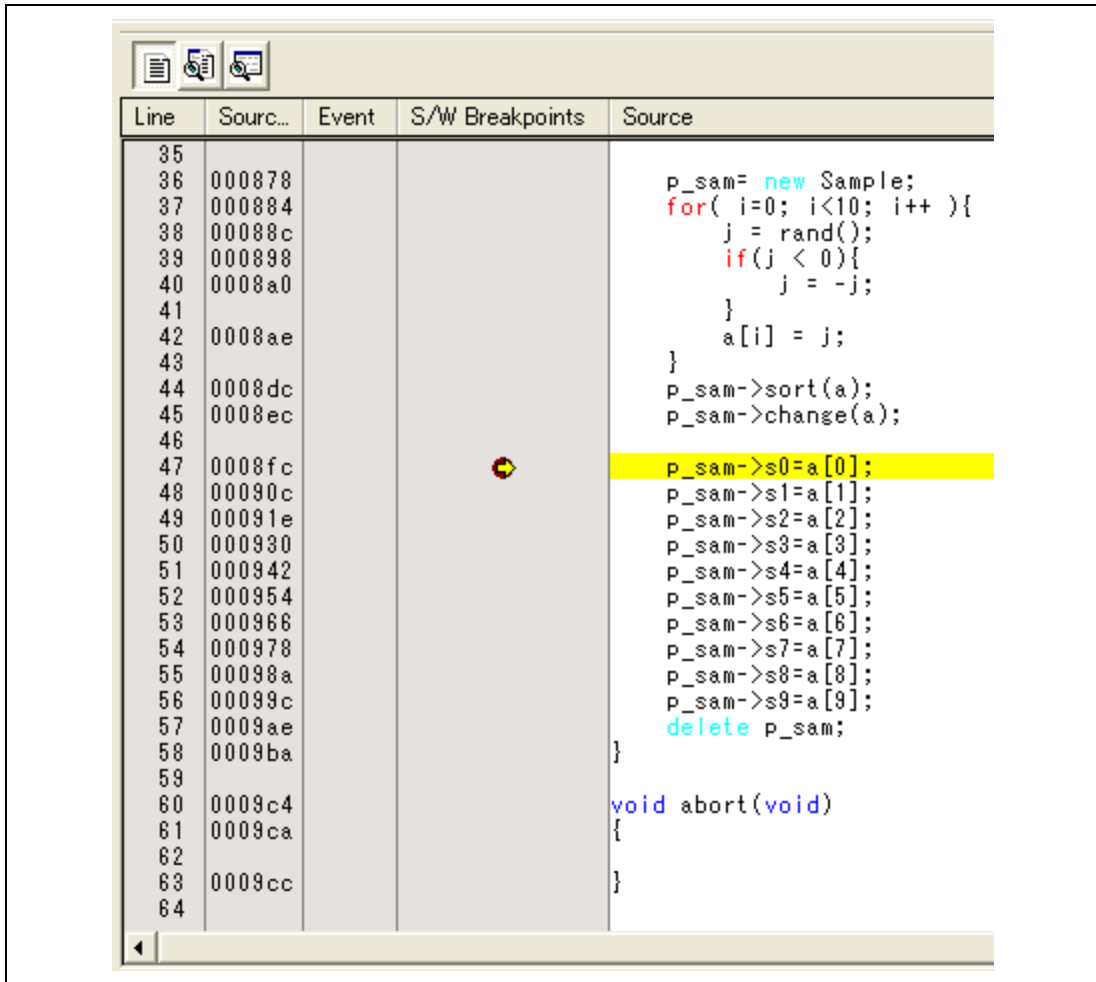 Line Sourc... Event S/W Breakpoints Source
35
36 000878 p_sam= new Sample;
37 000884 for( i=0; i<10; i++ ){
38 00088c j = rand();
39 000898 if(j < 0){
40 0008a0 j = -j;
41 }
42 0008ae a[i] = j;
43 }
44 0008dc p_sam->sort(a);
45 0008ec p_sam->change(a);
46
47 0008fc p_sam->s0=a[0];
48 00090c p_sam->s1=a[1];
49 00091e p_sam->s2=a[2];
50 000930 p_sam->s3=a[3];
51 000942 p_sam->s4=a[4];
52 000954 p_sam->s5=a[5];
53 000966 p_sam->s6=a[6];
54 000978 p_sam->s7=a[7];
55 00098a p_sam->s8=a[8];
56 00099c p_sam->s9=a[9];
57 0009ae delete p_sam;
58 0009ba }
59
60 0009c4 void abort(void)
61 0009ca {
62
63 0009cc }
64